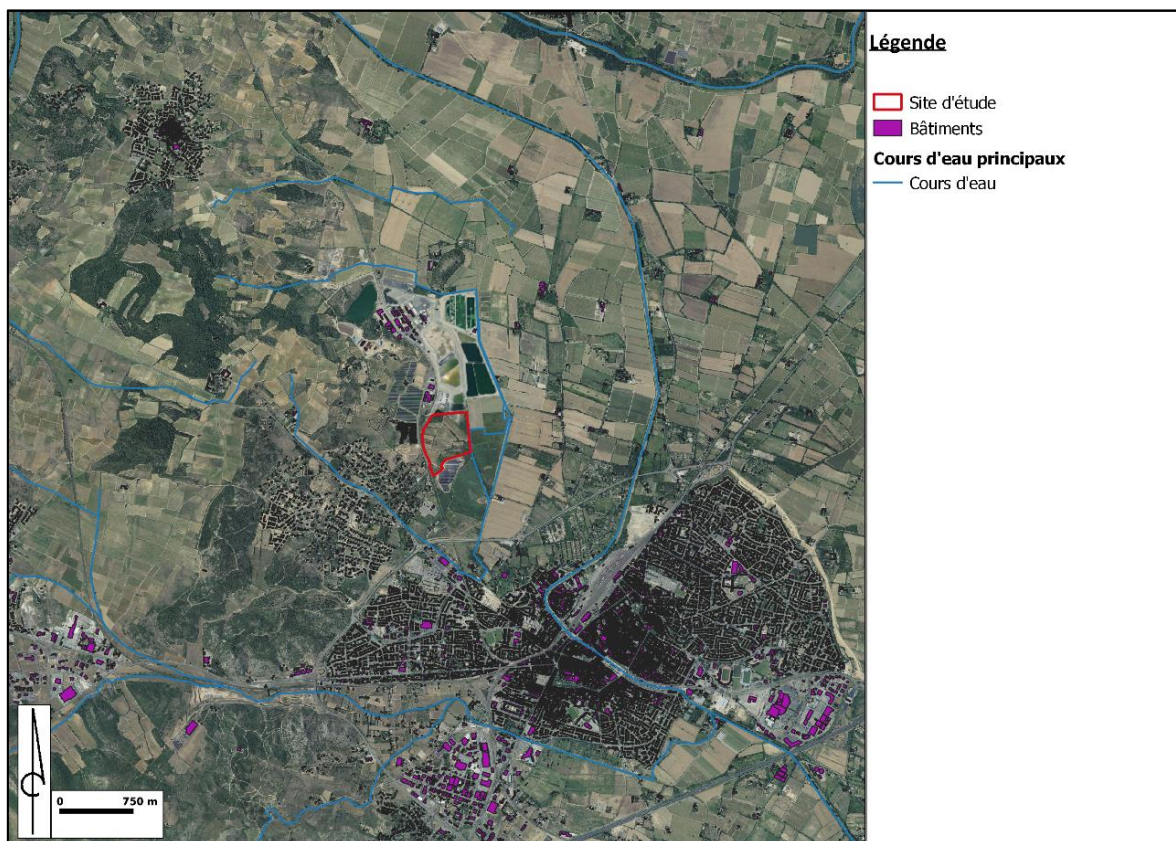 Légende
Site d'étude
Bâtiments
Cours d'eau principaux
Cours d'eau
0 750 m